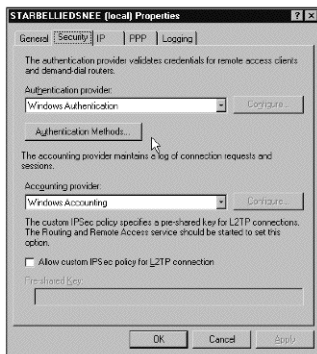 STARBELLIEDSNEE (local) Properties
General Security IP PPP Logging
The authentication provider validates credentials for remote access clients
and demand-dial routers.
Authentication provider:
Windows Authentication
Configure...
Authentication Methods...
The accounting provider maintains a log of connection requests and
sessions.
Accounting provider:
Windows Accounting
Configure...
The custom IPSec policy specifies a pre-shared key for L2TP connections.
The Routing and Remote Access service should be started to set this
option.
Allow custom IPSec policy for L2TP connection
Pre-shared Key:
OK Cancel Apply